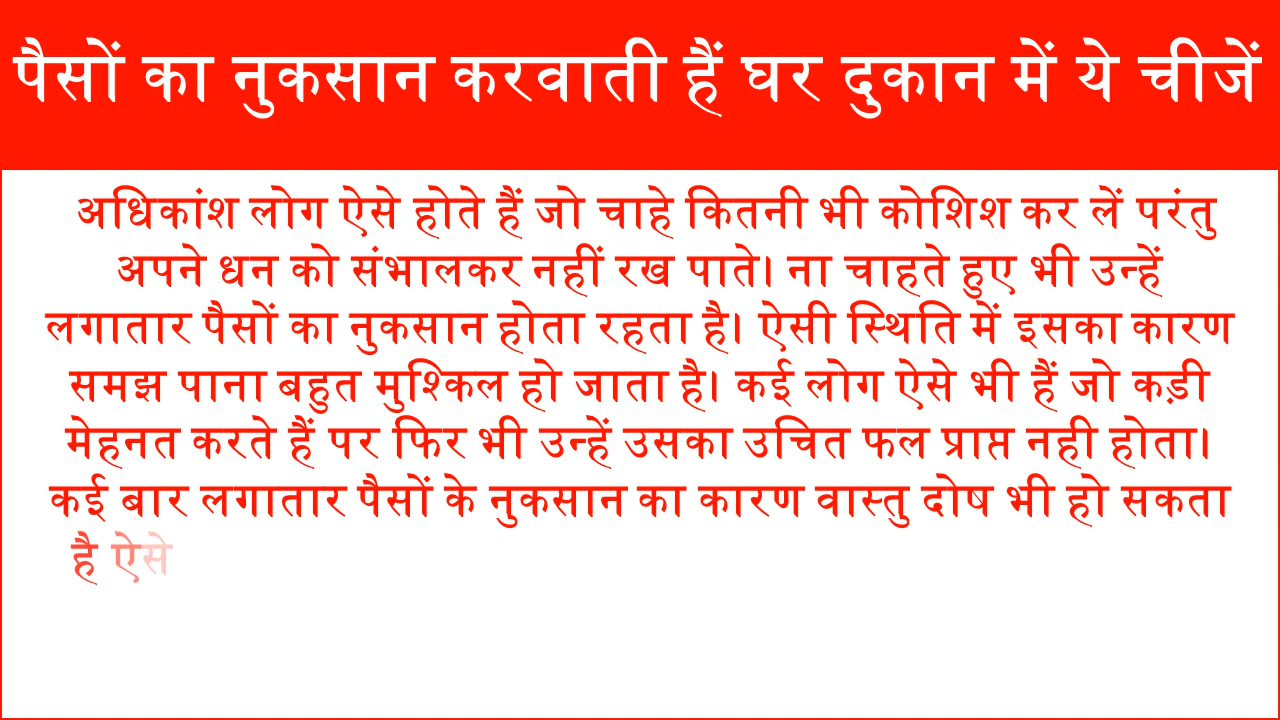 पैसों का नुकसान करवाती हैं घर दुकान में ये चीजें
अधिकांश लोग ऐसे होते हैं जो चाहे कितनी भी कोशिश कर लें परंतु
अपने धन को संभालकर नहीं रख पाते। ना चाहते हुए भी उन्हें
लगातार पैसों का नुकसान होता रहता है। ऐसी स्थिति में इसका कारण
समझ पाना बहुत मुश्किल हो जाता है। कई लोग ऐसे भी हैं जो कड़ी
मेहनत करते हैं पर फिर भी उन्हें उसका उचित फल प्राप्त नही होता।
कई बार लगातार पैसों के नुकसान का कारण वास्तु दोष भी हो सकता
है ऐसे